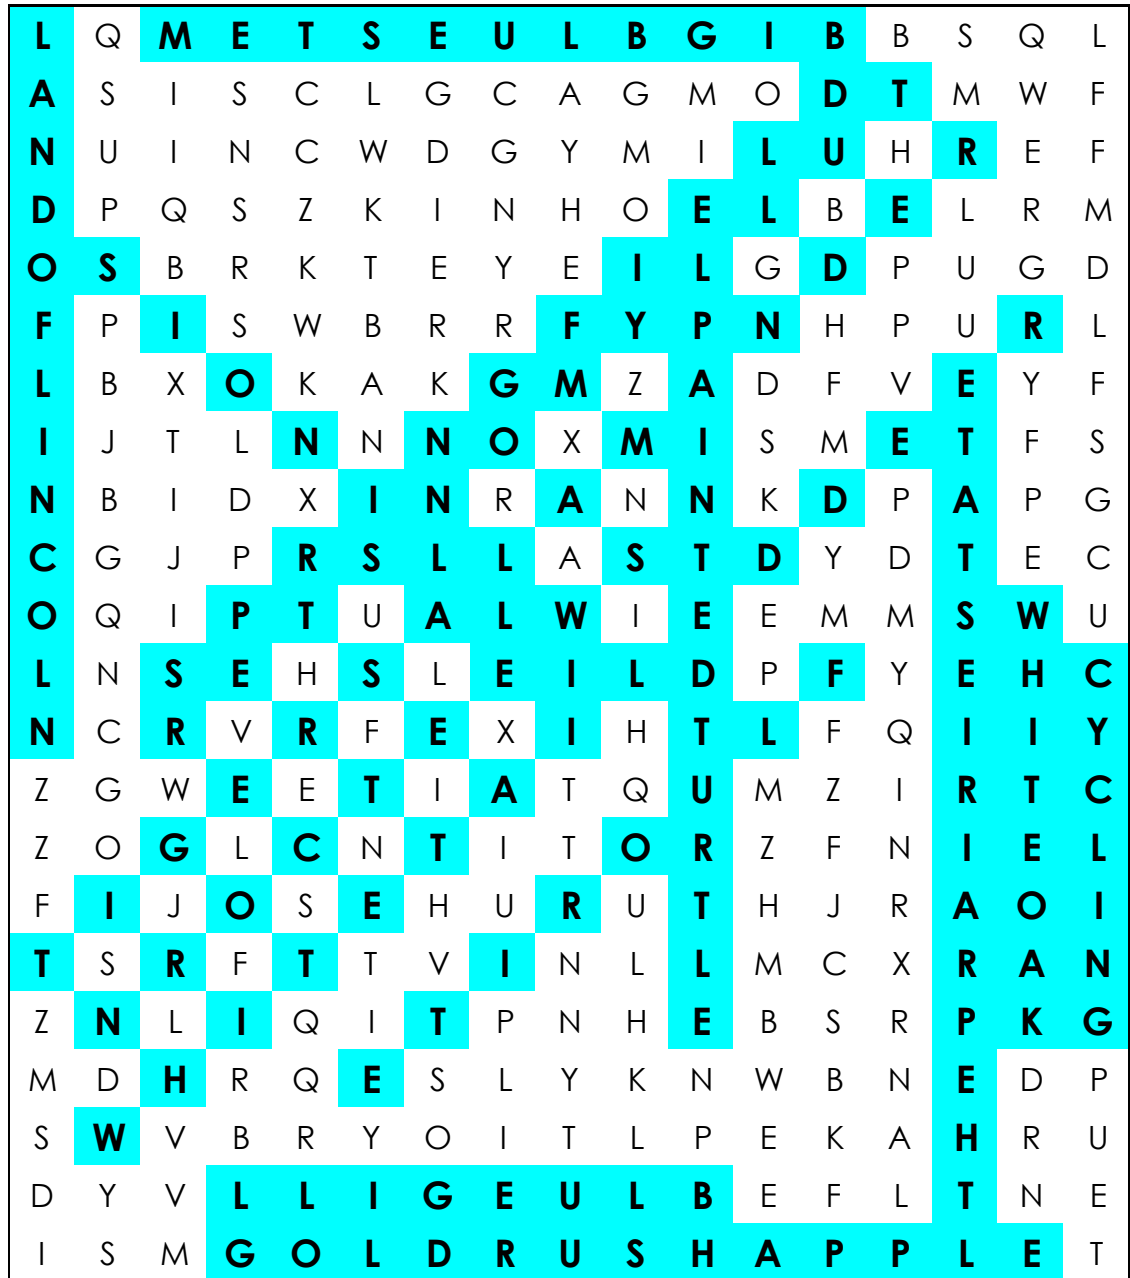 L Q M E T S E U L B G I B B S Q L
A S I S C L G C A G M O D T M W F
N U I N C W D G Y M I L U H R E F
D P Q S Z K I N H O E L B E L R M
O S B R K T E Y E I L G D P U G D
F P I S W B R R F Y P N H P U R L
L B X O K A K G M Z A D F V E Y F
I J T L N N N O X M I S M E T F S
N B I D X I N R A N N K D P A P G
C G J P R S L L A S T D Y D T E C
O Q I P T U A L W I E E M M S W U
L N S E H S L E I L D P F Y E H C
N C R V R F E X I H T L F Q I I Y
Z G W E E T I A T Q U M Z I R T C
Z O G L C N T I T O R Z F N I E L
F I J O S E H U R U T H J R A O I
T S R F T T V I N L L M C X R A N
Z N L I Q I T P N H E B S R P K G
M D H R Q E S L Y K N W B N E D P
S W V B R Y O I T L P E K A H R U
D Y V L L I G E U L B E F L T N E
I S M G O L D R U S H A P P L E T